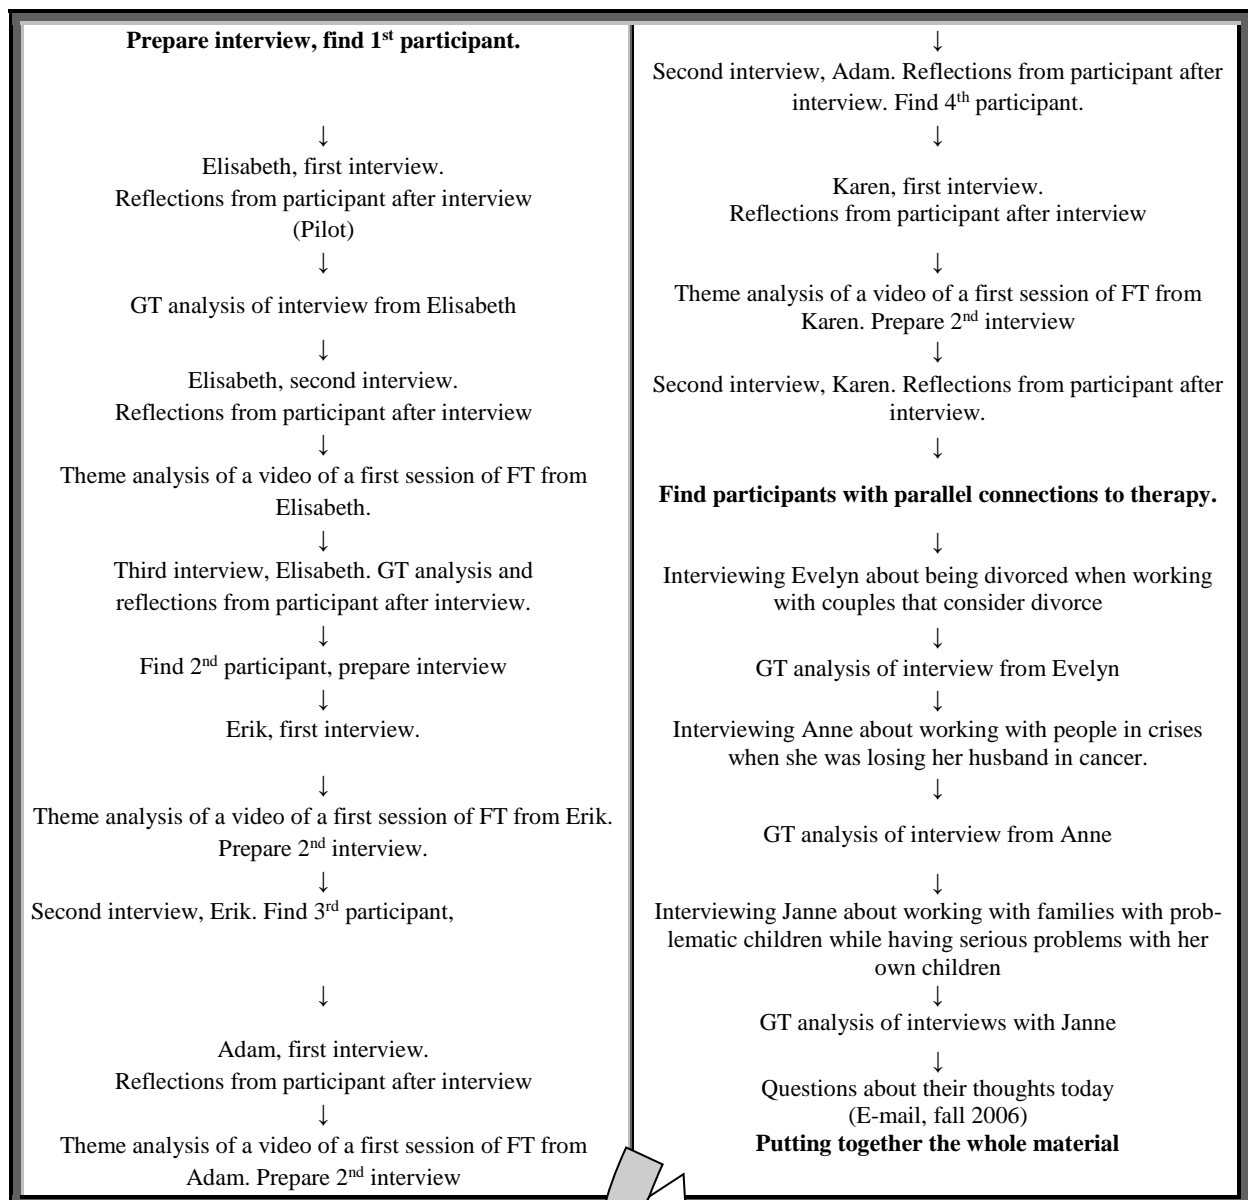 Prepare interview, find 1st participant.
↓
Elisabeth, first interview.
Reflections from participant after interview
(Pilot)
↓
GT analysis of interview from Elisabeth
↓
Elisabeth, second interview.
Reflections from participant after interview
↓
Theme analysis of a video of a first session of FT from
Elisabeth.
↓
Third interview, Elisabeth. GT analysis and
reflections from participant after interview.
↓
Find 2nd participant, prepare interview
↓
Erik, first interview.
↓
Theme analysis of a video of a first session of FT from Erik.
Prepare 2nd interview.
↓
Second interview, Erik. Find 3rd participant,
↓
Adam, first interview.
Reflections from participant after interview
↓
Theme analysis of a video of a first session of FT from
Adam. Prepare 2nd interview
↓
Second interview, Adam. Reflections from participant after
interview. Find 4th participant.
↓
Karen, first interview.
Reflections from participant after interview
↓
Theme analysis of a video of a first session of FT from
Karen. Prepare 2nd interview
↓
Second interview, Karen. Reflections from participant after
interview.
↓
Find participants with parallel connections to therapy.
↓
Interviewing Evelyn about being divorced when working
with couples that consider divorce
↓
GT analysis of interview from Evelyn
↓
Interviewing Anne about working with people in crises
when she was losing her husband in cancer.
↓
GT analysis of interview from Anne
↓
Interviewing Janne about working with families with prob-
lematic children while having serious problems with her
own children
↓
GT analysis of interviews with Janne
↓
Questions about their thoughts today
(E-mail, fall 2006)
Putting together the whole material